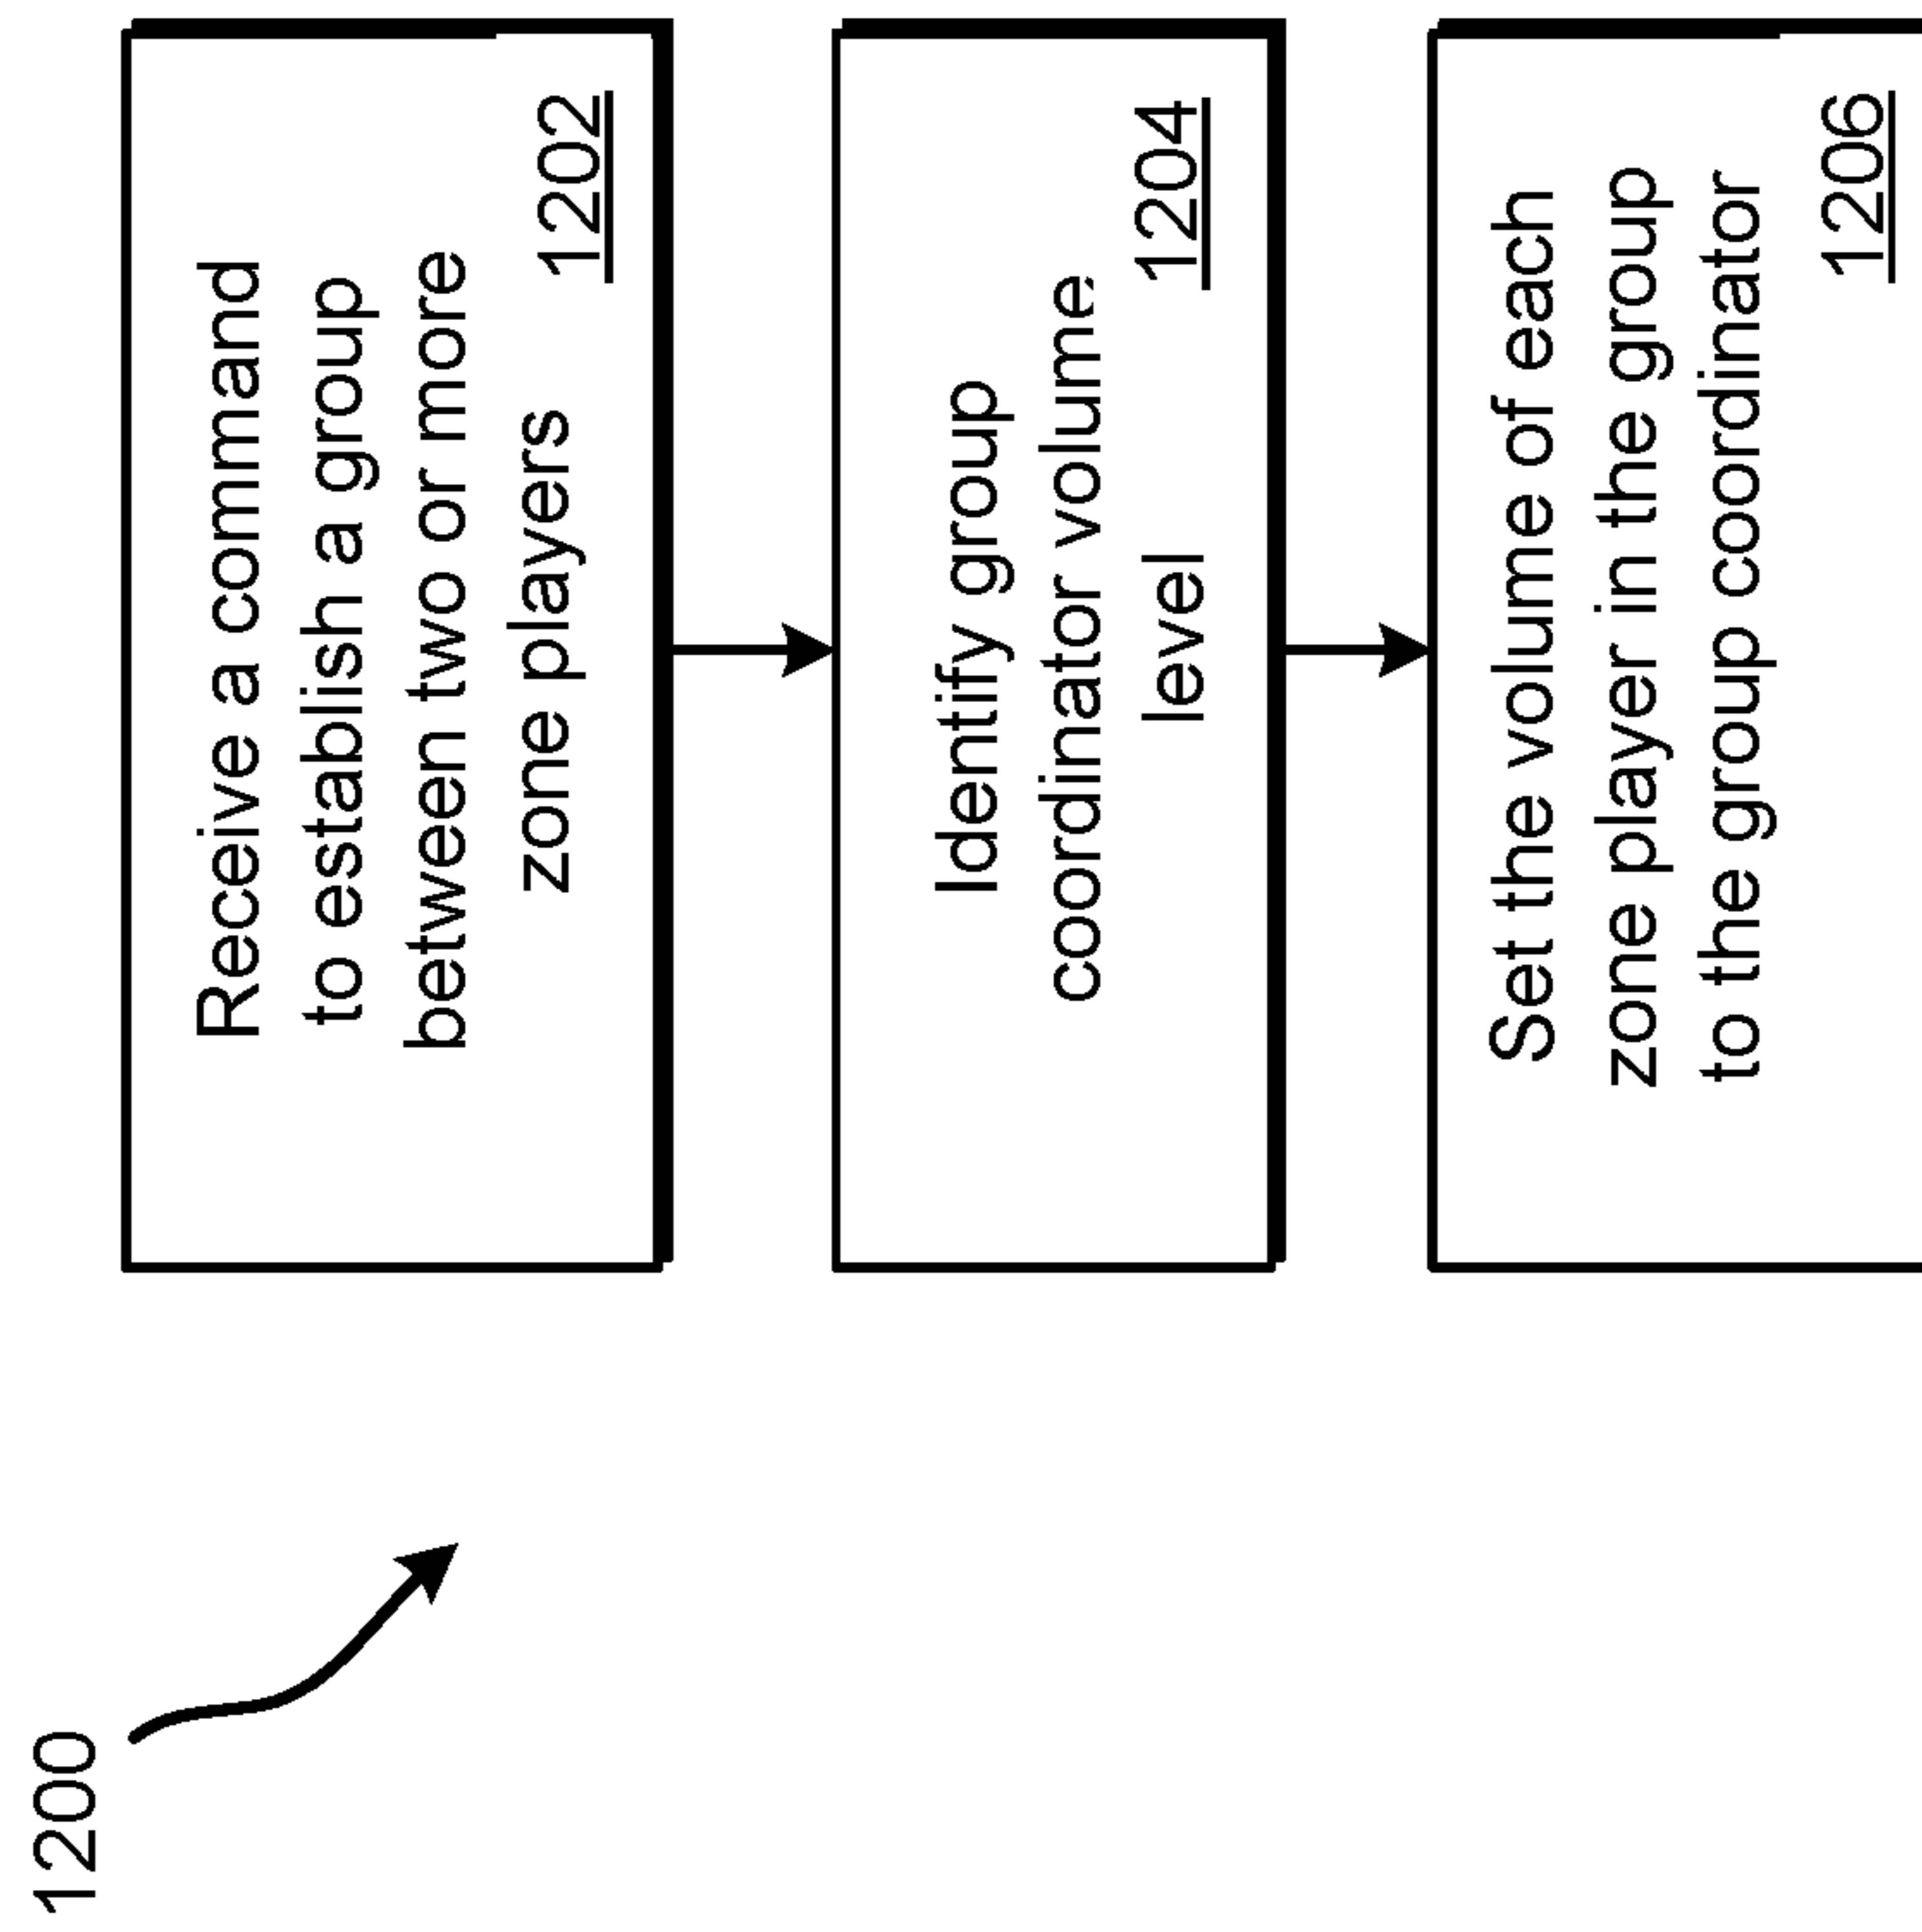 1200
Receive a command
to establish a group
between two or more
zone players
1202
Identify group
coordinator volume
level
1204
Set the volume of each
zone player in the group
to the group coordinator
1206